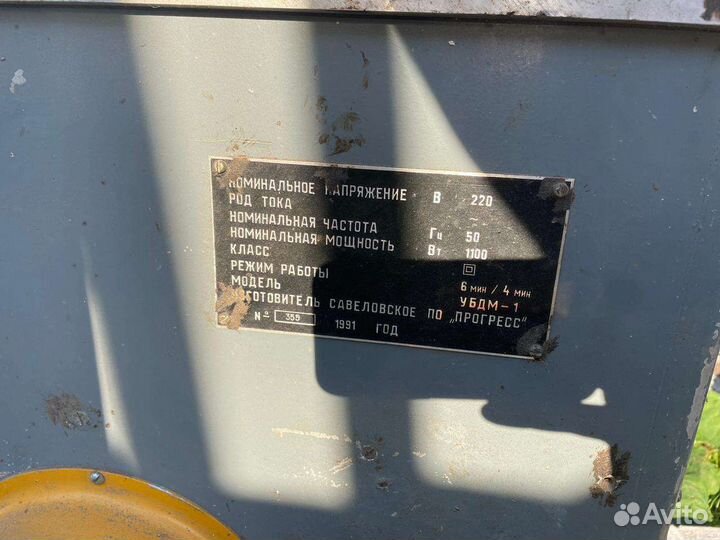 НОМИНАЛЬНОЕ НАПРЯЖЕНИЕ В 220
РОД ТОКА ~
НОМИНАЛЬНАЯ ЧАСТОТА Гц 50
НОМИНАЛЬНАЯ МОЩНОСТЬ Вт 1100
КЛАСС
РЕЖИМ РАБОТЫ 6 мин / 4 мин
МОДЕЛЬ УБДМ-1
ИЗГОТОВИТЕЛЬ САВЕЛОВСКОЕ ПО „ПРОГРЕСС"
№ 359 1991 ГОД
Avito